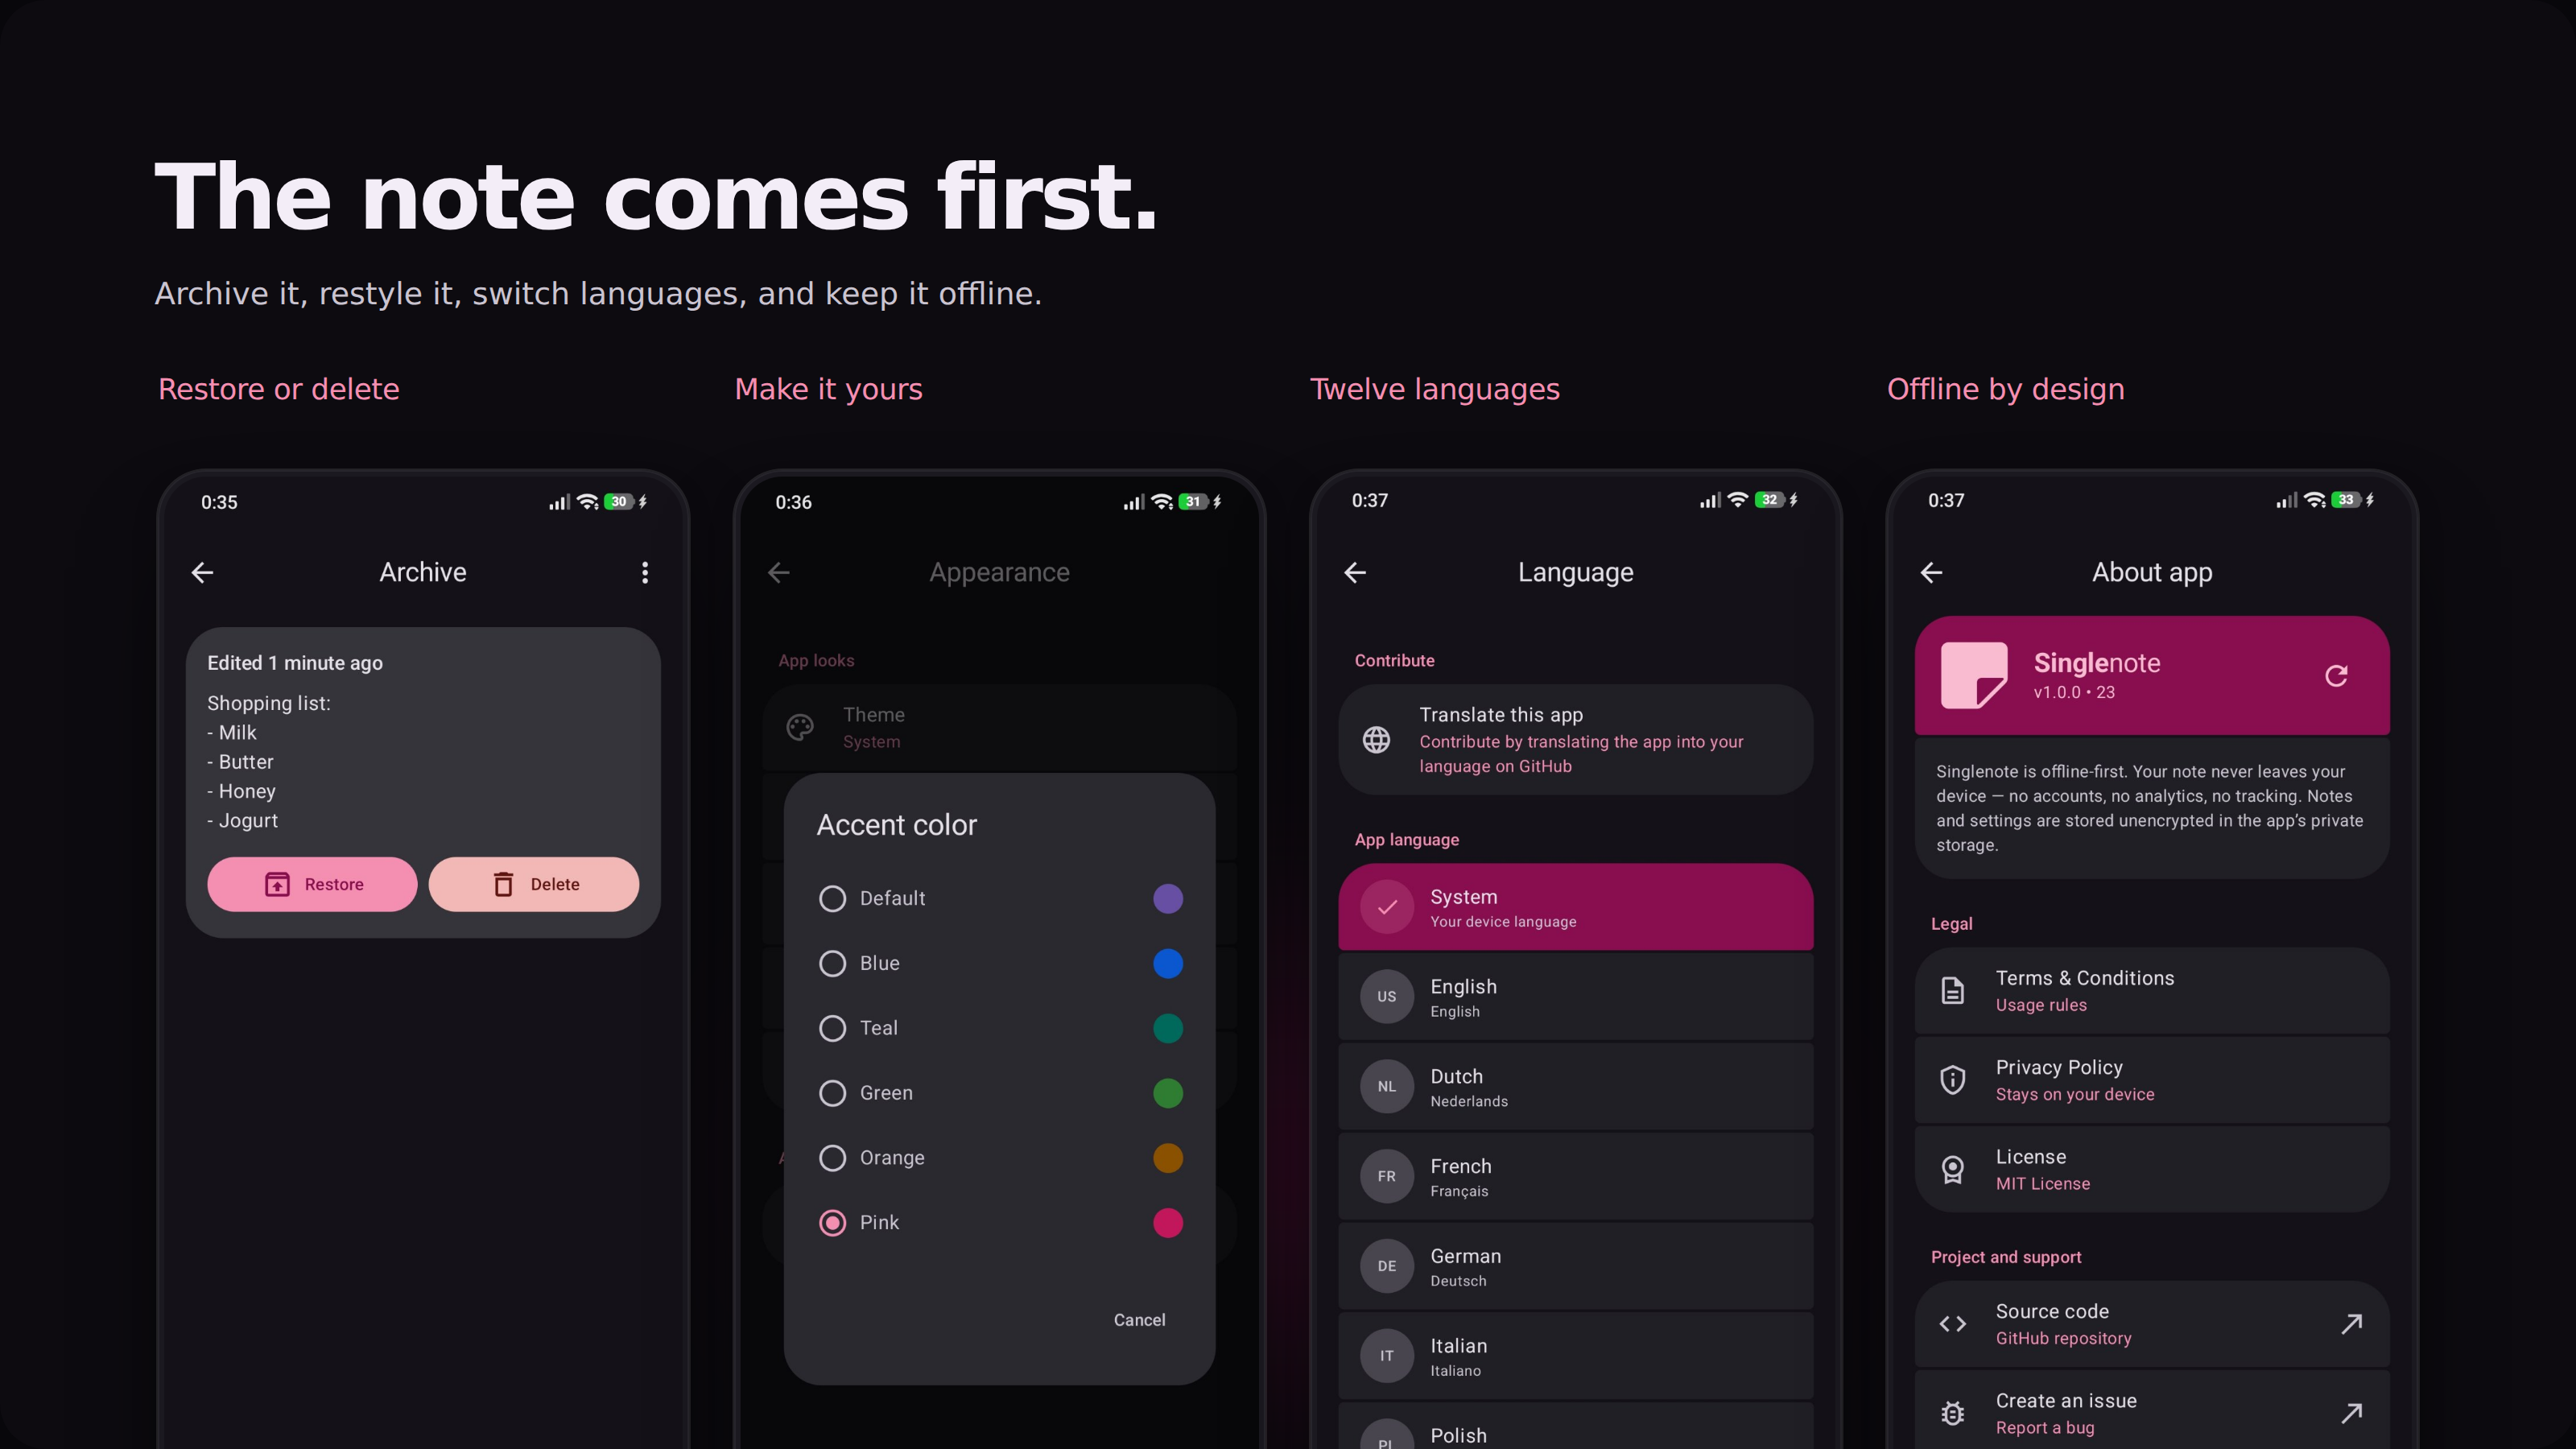 The note comes first.
Archive it, restyle it, switch languages, and keep it offline.
Restore or delete
0:35
30
Archive
Edited 1 minute ago
Shopping list:
- Milk
- Butter
- Honey
- Jogurt
Restore
Delete
Make it yours
0:36
31
Appearance
App looks
Theme
System
Accent color
Default
Blue
Teal
Green
Orange
Pink
Cancel
Twelve languages
0:37
32
Language
Contribute
Translate this app
Contribute by translating the app into your
language on GitHub
App language
System
Your device language
US
English
English
NL
Dutch
Nederlands
FR
French
Français
DE
German
Deutsch
IT
Italian
Italiano
PL
Polish
Offline by design
0:37
33
About app
Singlenote
v1.0.0 • 23
Singlenote is offline-first. Your note never leaves your
device — no accounts, no analytics, no tracking. Notes
and settings are stored unencrypted in the app’s private
storage.
Legal
Terms & Conditions
Usage rules
Privacy Policy
Stays on your device
License
MIT License
Project and support
Source code
GitHub repository
Create an issue
Report a bug